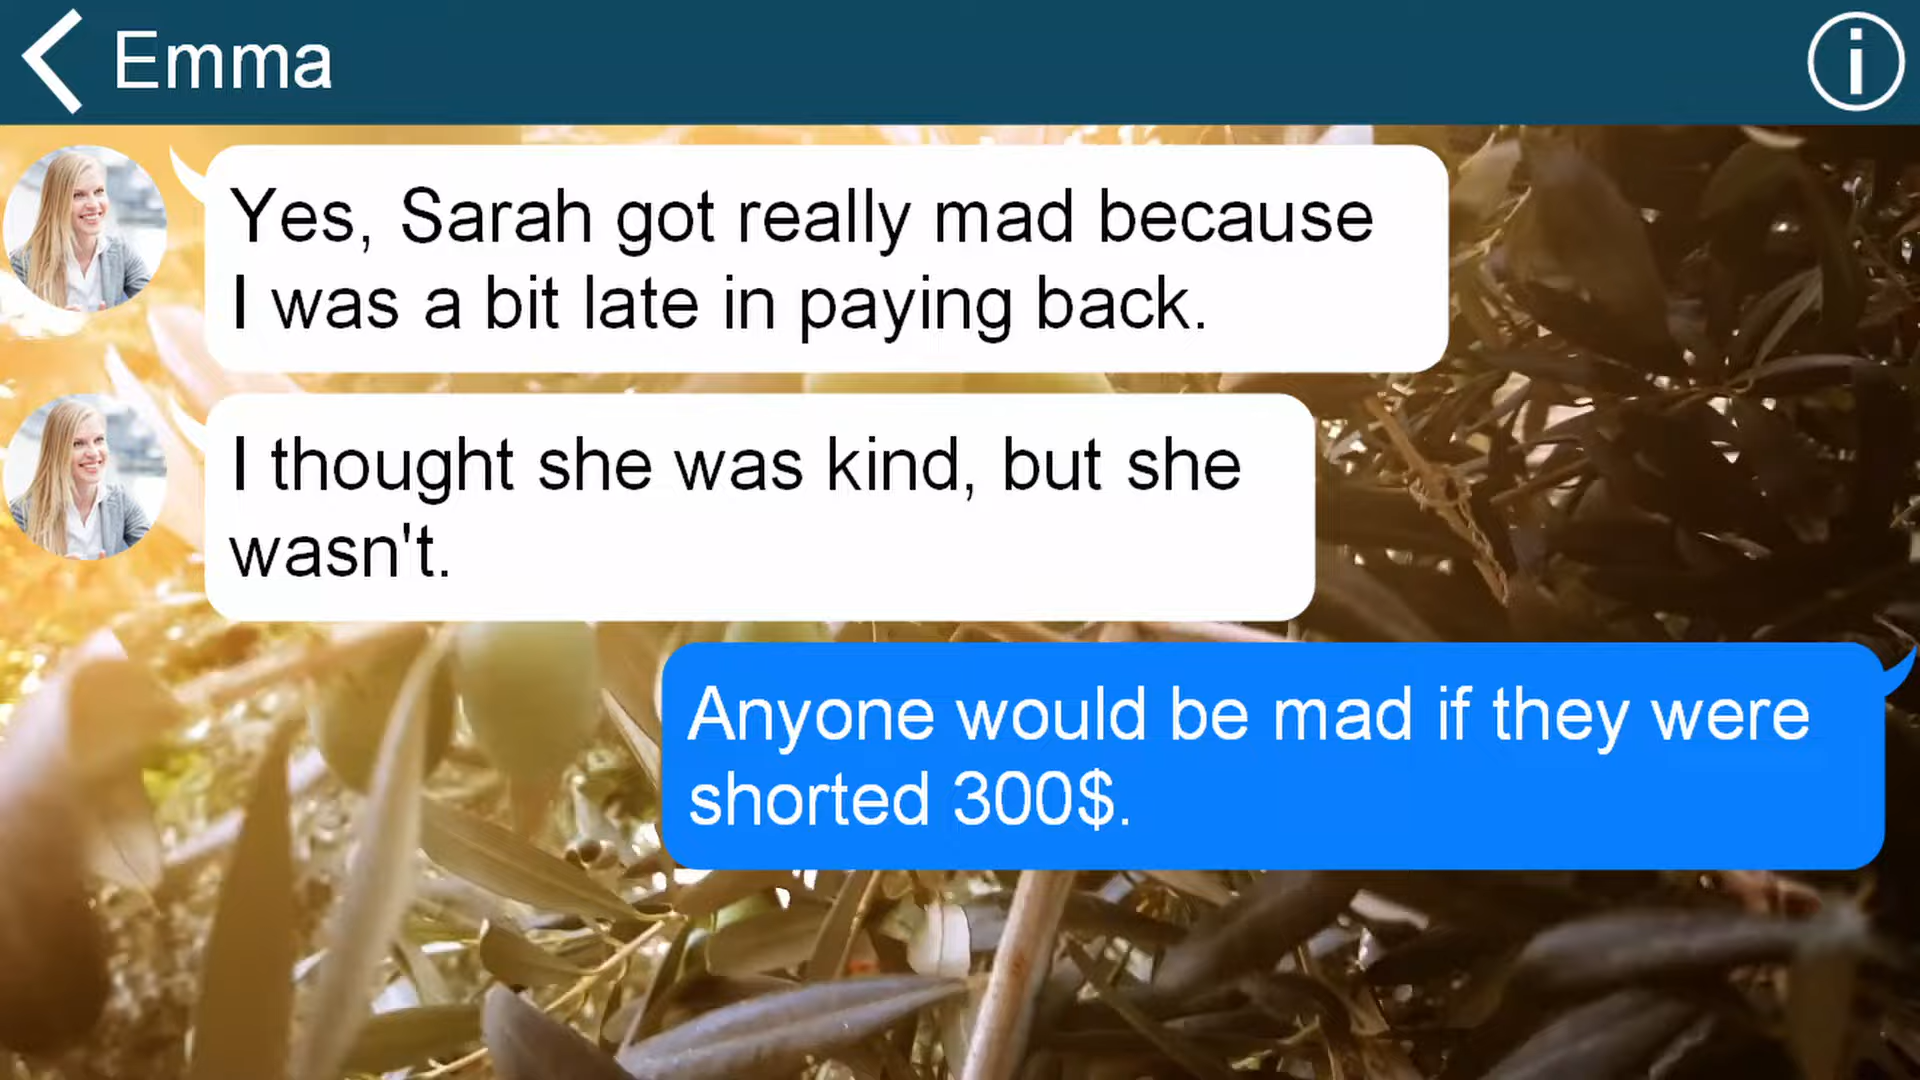 Emma
Yes, Sarah got really mad because
I was a bit late in paying back.
I thought she was kind, but she
wasn't.
Anyone would be mad if they were
shorted 300$.